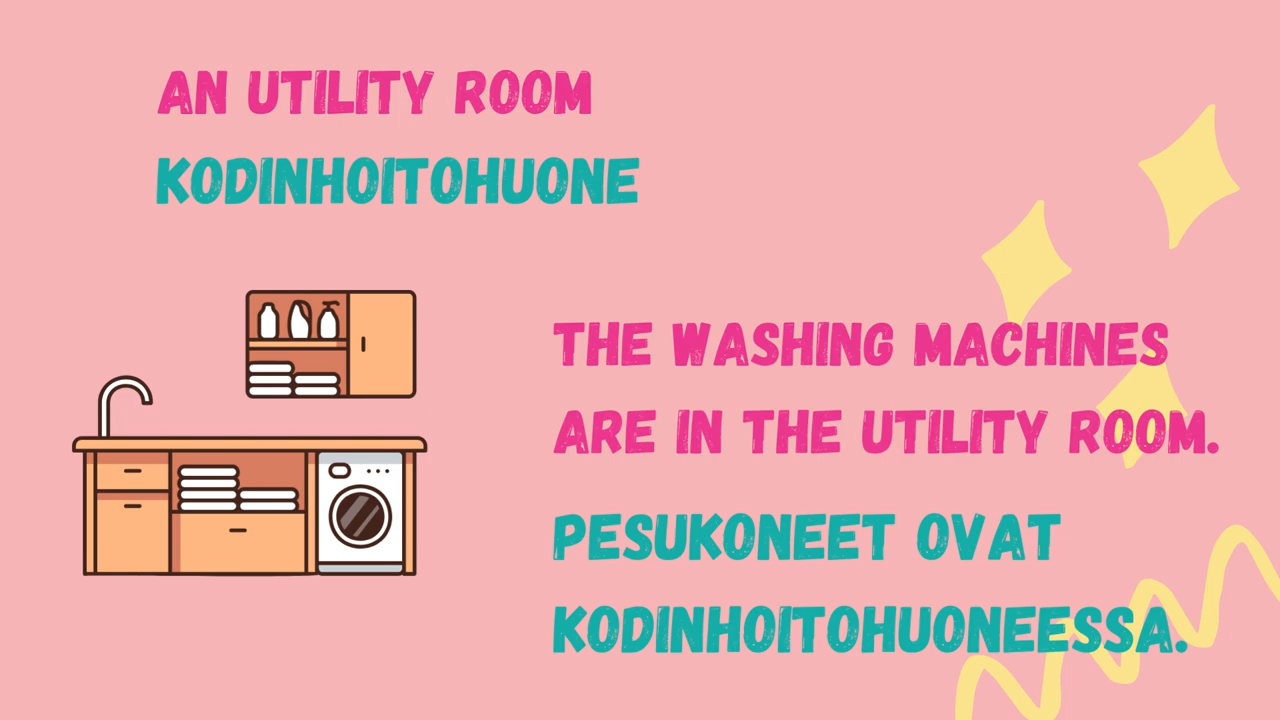 AN UTILITY ROOM
KODINHOITOHUONE
THE WASHING MACHINES
ARE IN THE UTILITY ROOM.
PESUKONEET OVAT
KODINHOITOHUONEESSA.